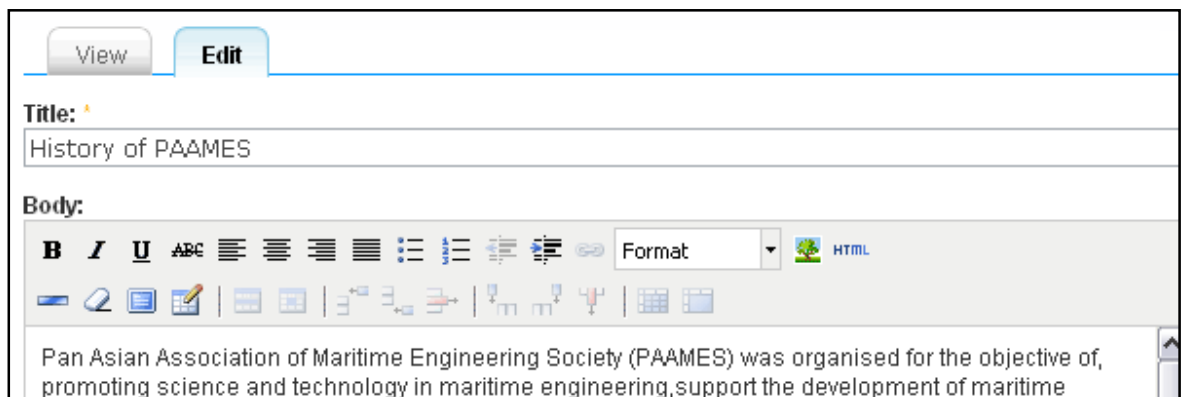 View Edit
Title: *
History of PAAMES
Body:
B I U ABC Format HTML
Pan Asian Association of Maritime Engineering Society (PAAMES) was organised for the objective of,
promoting science and technology in maritime engineering,support the development of maritime